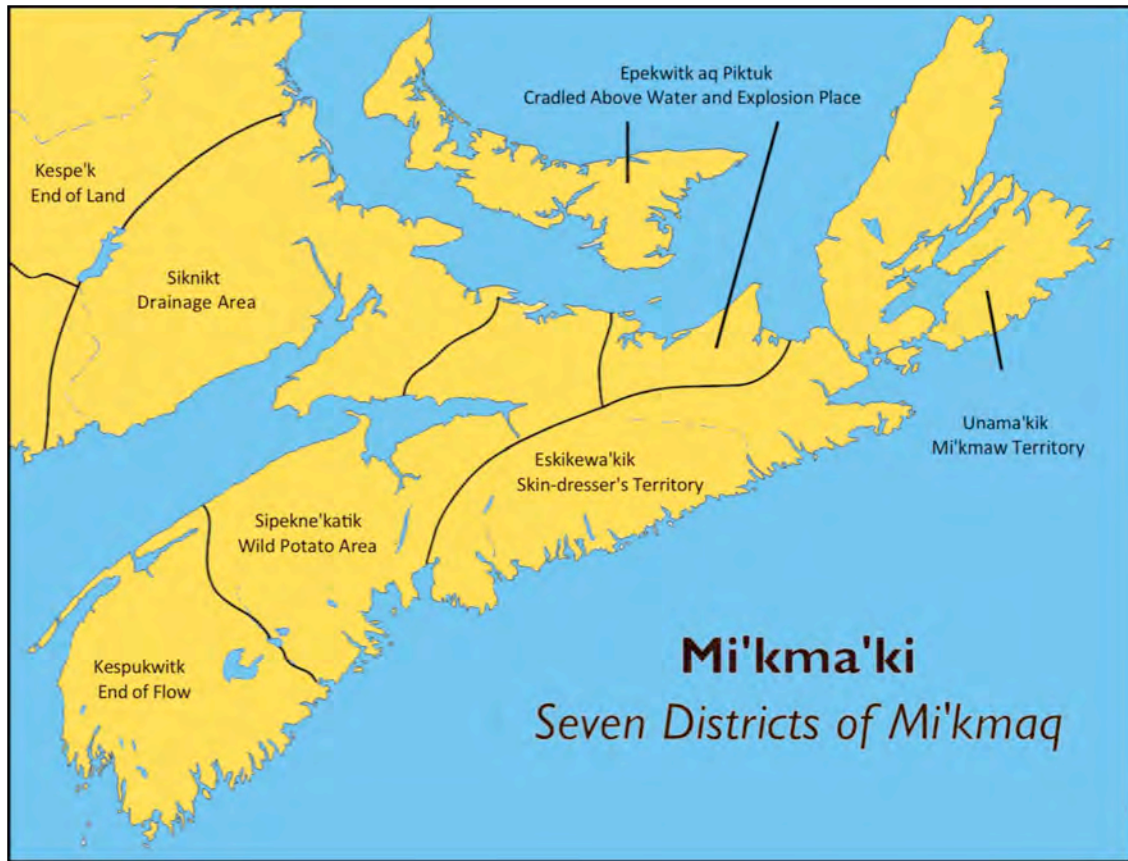 Epekwitk aq Piktuk
Cradled Above Water and Explosion Place
Kespe'k
End of Land
Siknikt
Drainage Area
Unama'kik
Mi'kmaw Territory
Eskikewa'kik
Skin-dresser's Territory
Sipekne'katik
Wild Potato Area
Kespukwitk
End of Flow
Mi'kma'ki
Seven Districts of Mi'kmaq